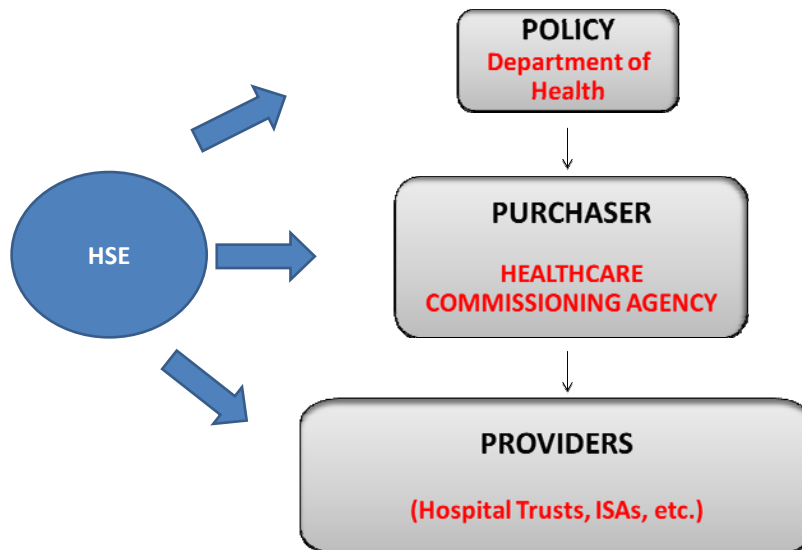 POLICY
Department of
Health
HSE
PURCHASER
HEALTHCARE
COMMISSIONING AGENCY
PROVIDERS
(Hospital Trusts, ISAs, etc.)